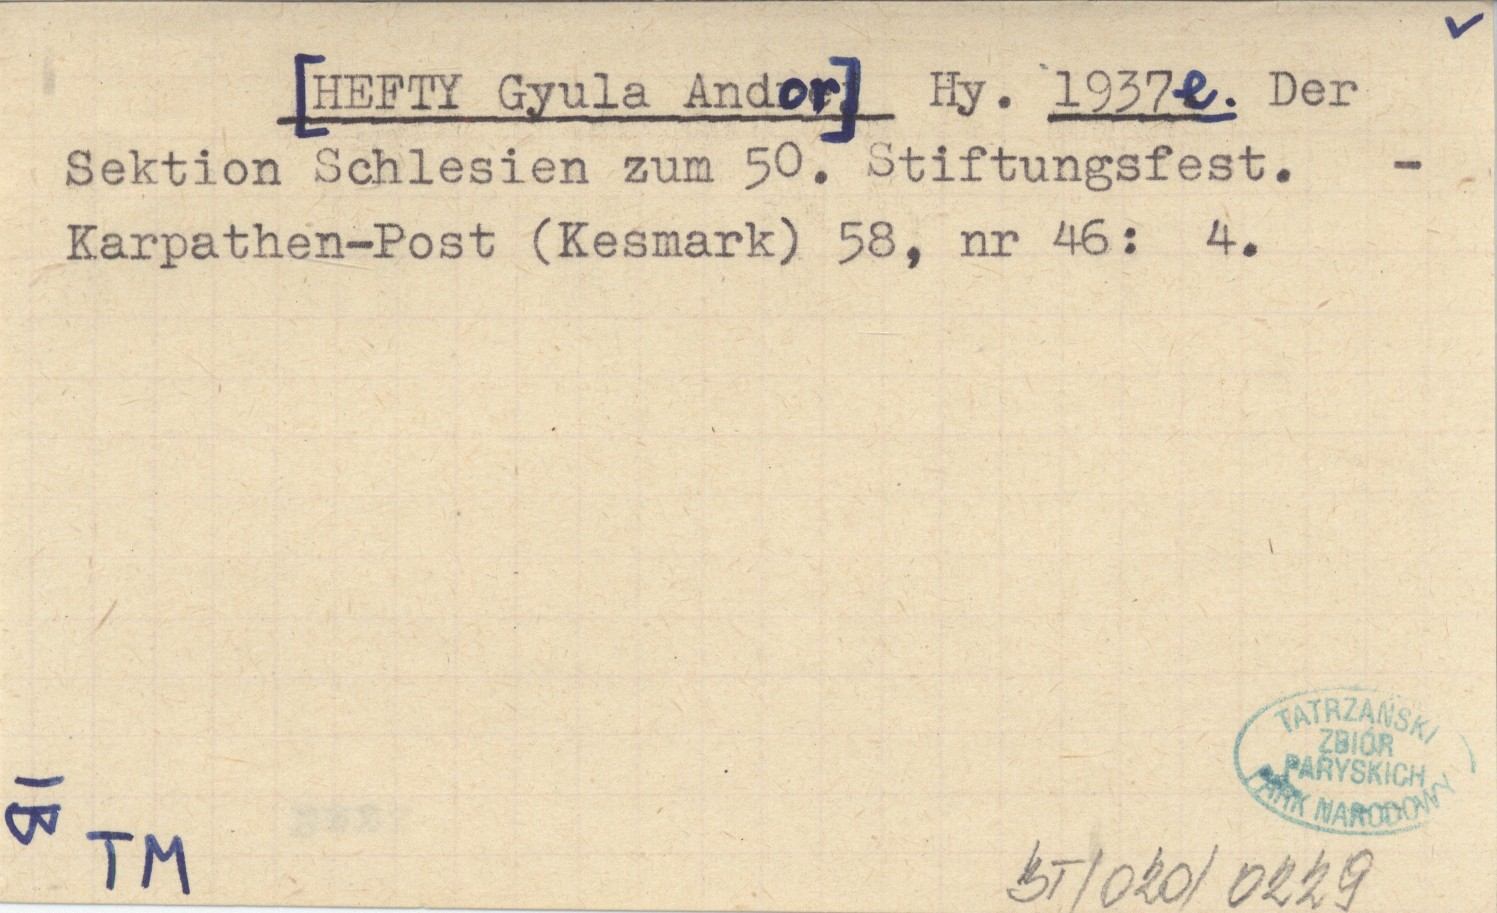 [HEFTY Gyula Andor] Hy. 1937e. Der
Sektion Schlesien zum 50. Stiftungsfest. -
Karpathen-Post (Kesmark) 58, nr 46: 4.
TATRZAŃSKI
ZBIÓR
PARYSKICH
PARK NARODOWY
IB
TM
BT/020/0229